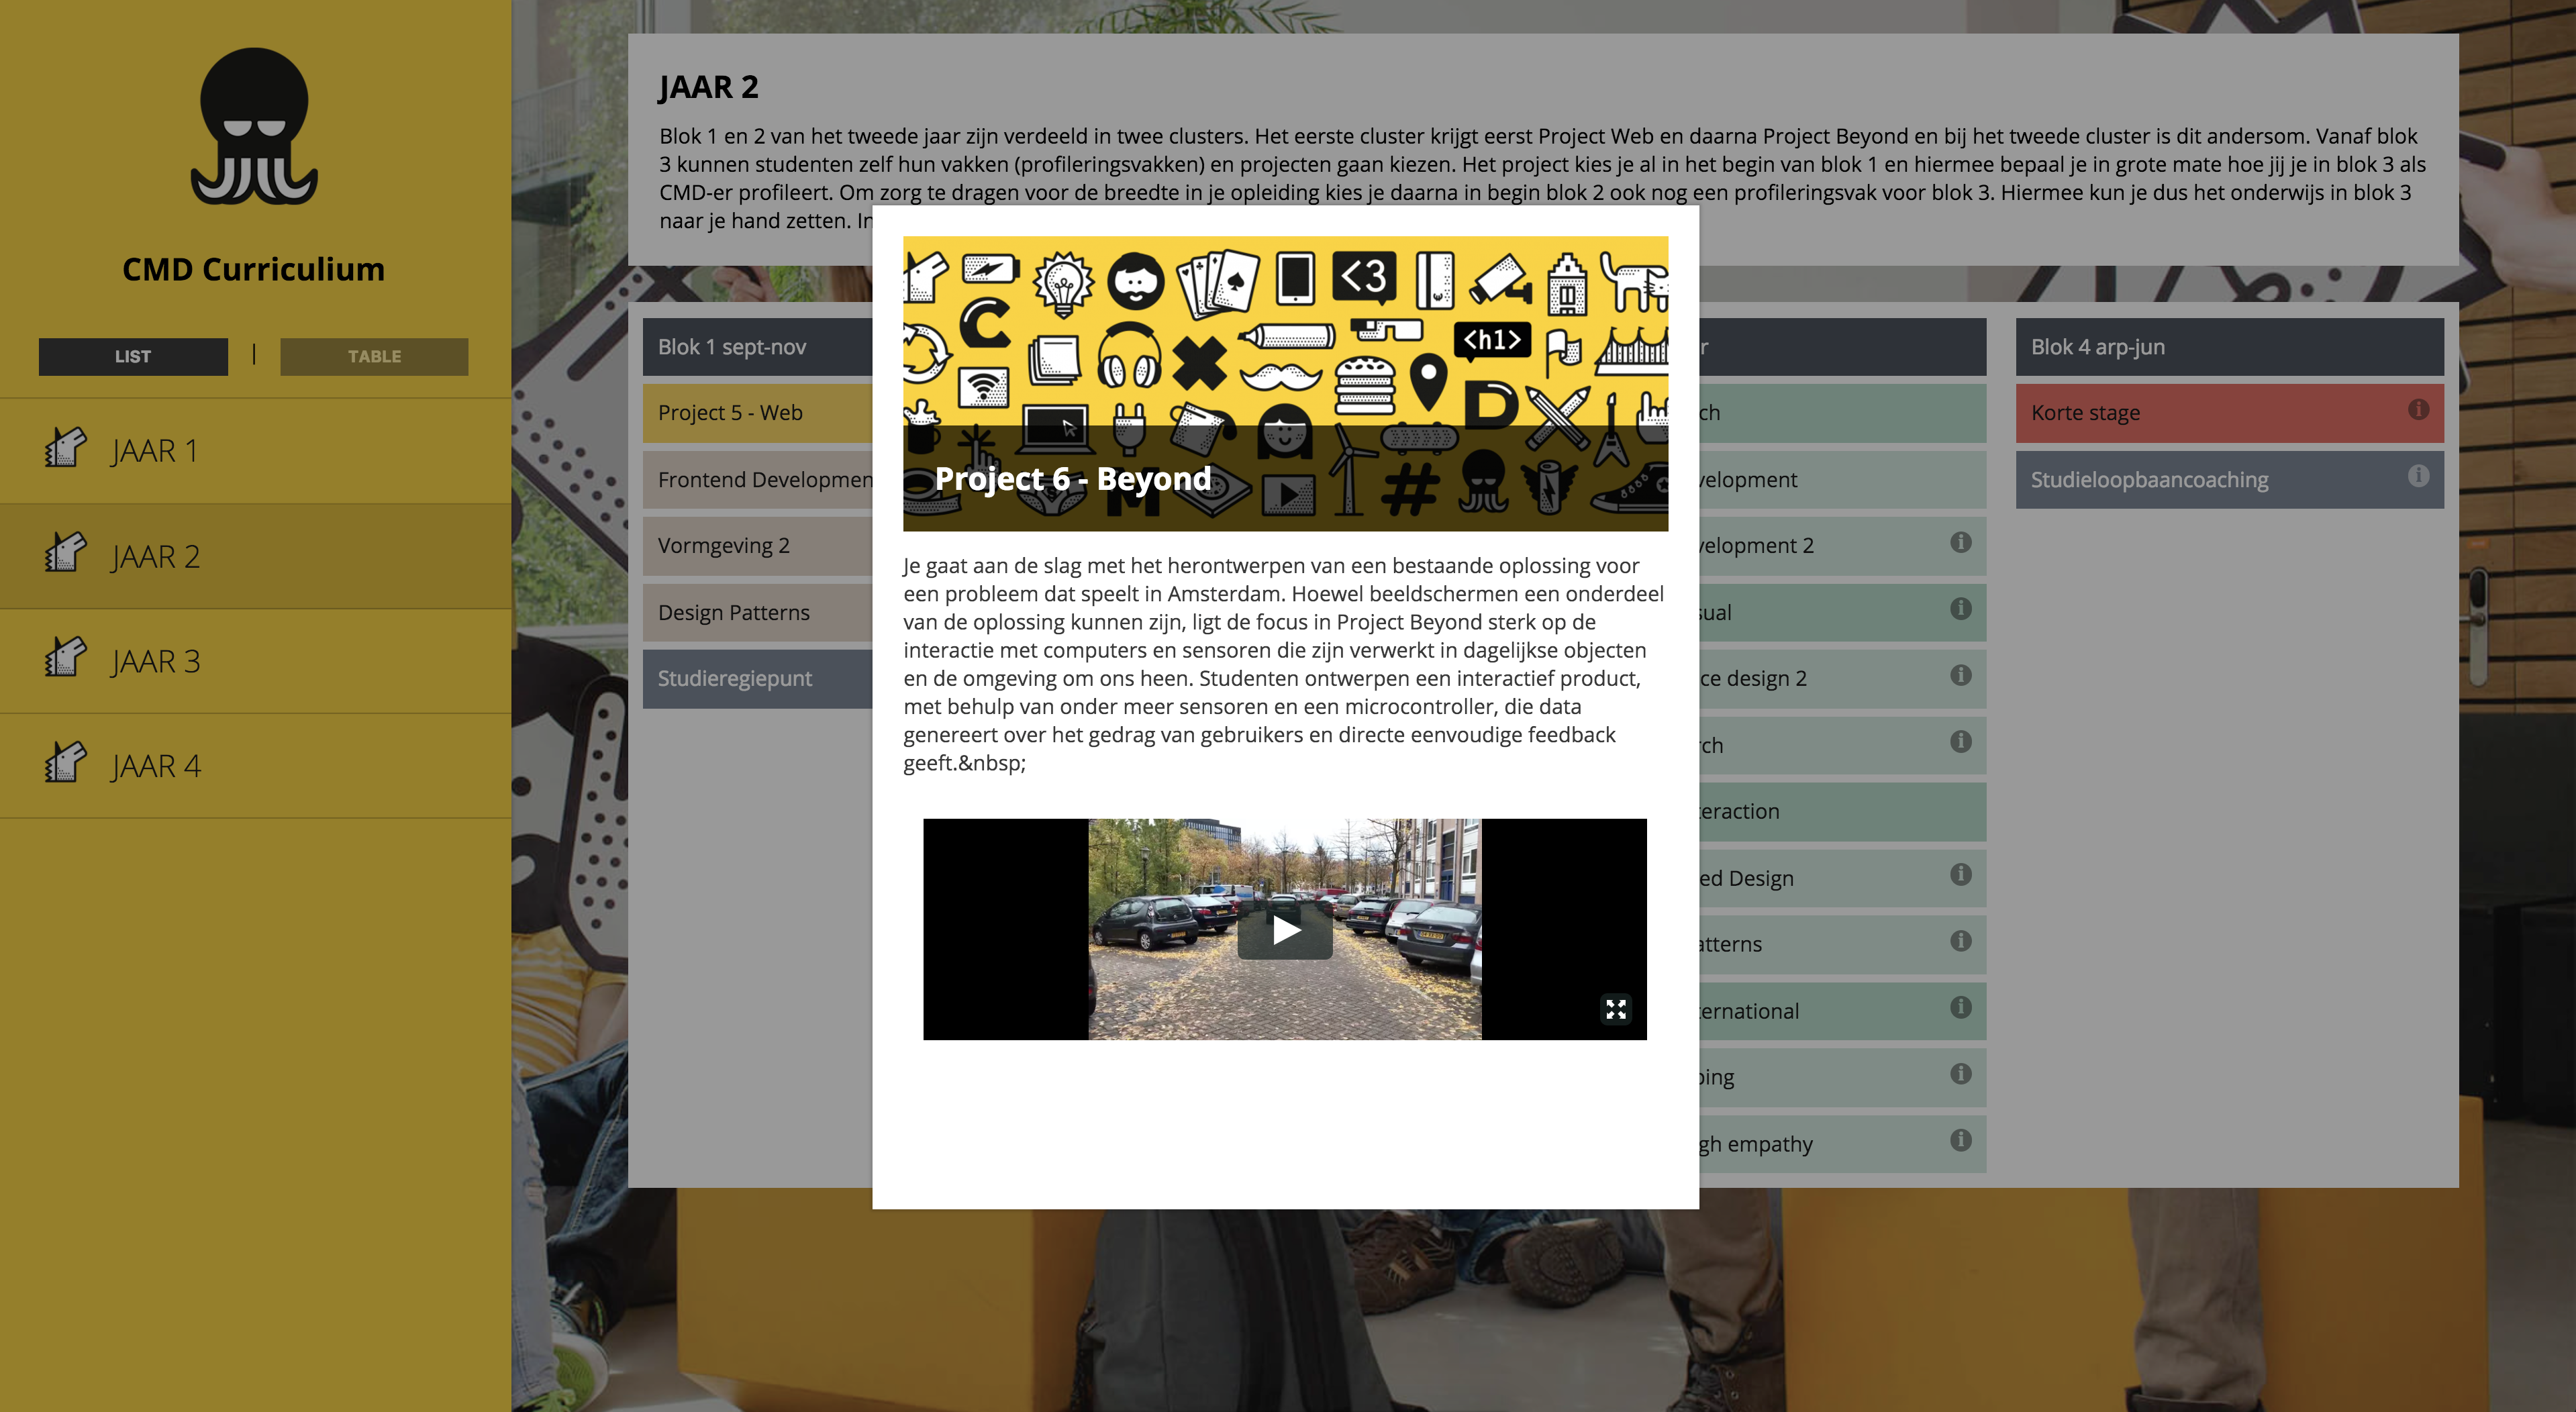 CMD Curriculium
LIST | TABLE
JAAR 1
JAAR 2
JAAR 3
JAAR 4
JAAR 2
Blok 1 en 2 van het tweede jaar zijn verdeeld in twee clusters. Het eerste cluster krijgt eerst Project Web en daarna Project Beyond en bij het tweede cluster is dit andersom. Vanaf blok
3 kunnen studenten zelf hun vakken (profileringsvakken) en projecten gaan kiezen. Het project kies je al in het begin van blok 1 en hiermee bepaal je in grote mate hoe jij je in blok 3 als
CMD-er profileert. Om zorg te dragen voor de breedte in je opleiding kies je daarna in begin blok 2 ook nog een profileringsvak voor blok 3. Hiermee kun je dus het onderwijs in blok 3
naar je hand zetten. In
Blok 1 sept-nov
Project 5 - Web
Frontend Developmen
Vormgeving 2
Design Patterns
Studieregiepunt
<3
C
<h1>
D
M
#
Project 6 - Beyond
Je gaat aan de slag met het herontwerpen van een bestaande oplossing voor
een probleem dat speelt in Amsterdam. Hoewel beeldschermen een onderdeel
van de oplossing kunnen zijn, ligt de focus in Project Beyond sterk op de
interactie met computers en sensoren die zijn verwerkt in dagelijkse objecten
en de omgeving om ons heen. Studenten ontwerpen een interactief product,
met behulp van onder meer sensoren en een microcontroller, die data
genereert over het gedrag van gebruikers en directe eenvoudige feedback
geeft.&nbsp;
r
ch
velopment
velopment 2
sual
ce design 2
rch
teraction
ed Design
atterns
ternational
ping
gh empathy
Blok 4 arp-jun
Korte stage
Studieloopbaancoaching